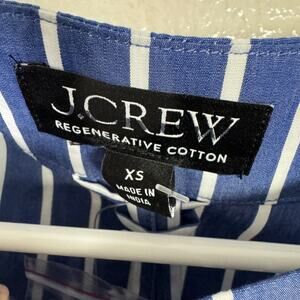 J.CREW
REGENERATIVE COTTON
XS
MADE IN
INDIA